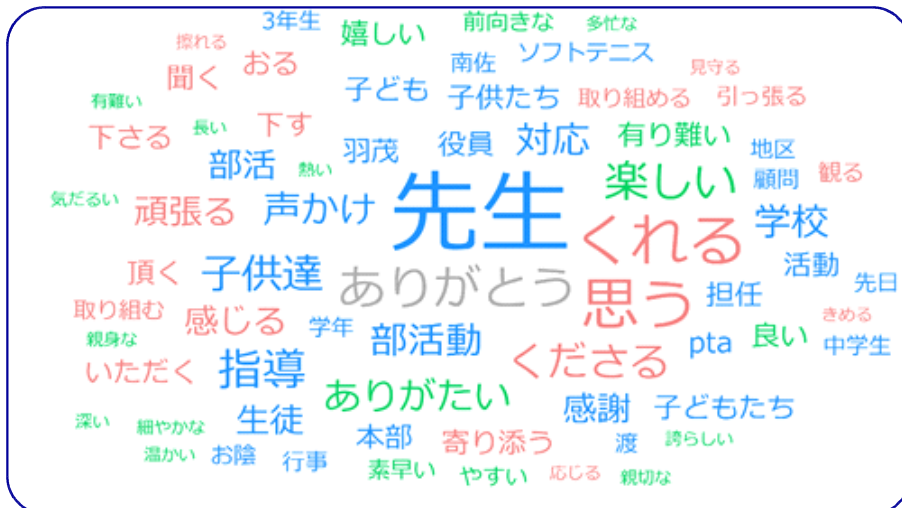 3年生 嬉しい 前向きな 多忙な
擦れる 聞く おる 南佐 ソフトテニス 見守る
有難い 子ども 子供たち 取り組める 引っ張る
下さる 長い 下す 羽茂 役員 対応 有り難い 地区
部活 熱い 楽しい 顧問 観る
気だるい 頑張る 声かけ 先生 くれる 学校
頂く 子供達 ありがとう 思う 担任 活動 先日
取り組む 感じる 学年 部活動 くださる pta 良い きめる 中学生
親身な いただく 指導 ありがたい 感謝 子どもたち
深い 細やかな 生徒 本部 寄り添う 渡 誇らしい
温かい お陰 行事 素早い やすい 応じる 親切な